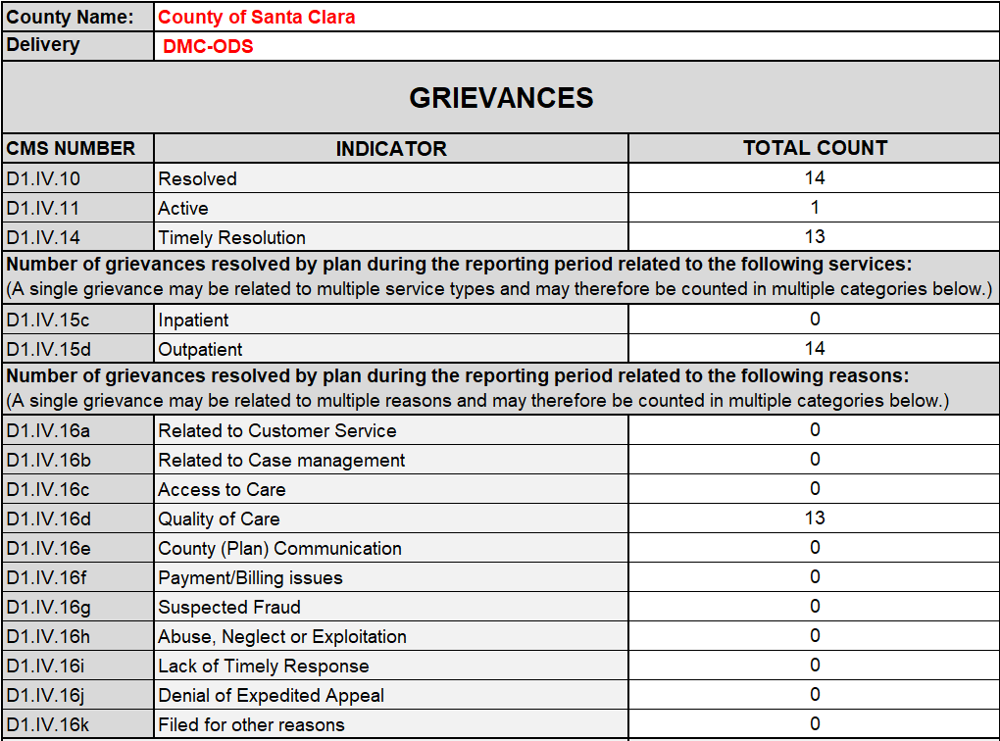 County Name: County of Santa Clara
Delivery DMC-ODS
GRIEVANCES
CMS NUMBER INDICATOR TOTAL COUNT
D1.IV.10 Resolved 14
D1.IV.11 Active 1
D1.IV.14 Timely Resolution 13
Number of grievances resolved by plan during the reporting period related to the following services:
(A single grievance may be related to multiple service types and may therefore be counted in multiple categories below.)
D1.IV.15c Inpatient 0
D1.IV.15d Outpatient 14
Number of grievances resolved by plan during the reporting period related to the following reasons:
(A single grievance may be related to multiple reasons and may therefore be counted in multiple categories below.)
D1.IV.16a Related to Customer Service 0
D1.IV.16b Related to Case management 0
D1.IV.16c Access to Care 0
D1.IV.16d Quality of Care 13
D1.IV.16e County (Plan) Communication 0
D1.IV.16f Payment/Billing issues 0
D1.IV.16g Suspected Fraud 0
D1.IV.16h Abuse, Neglect or Exploitation 0
D1.IV.16i Lack of Timely Response 0
D1.IV.16j Denial of Expedited Appeal 0
D1.IV.16k Filed for other reasons 0